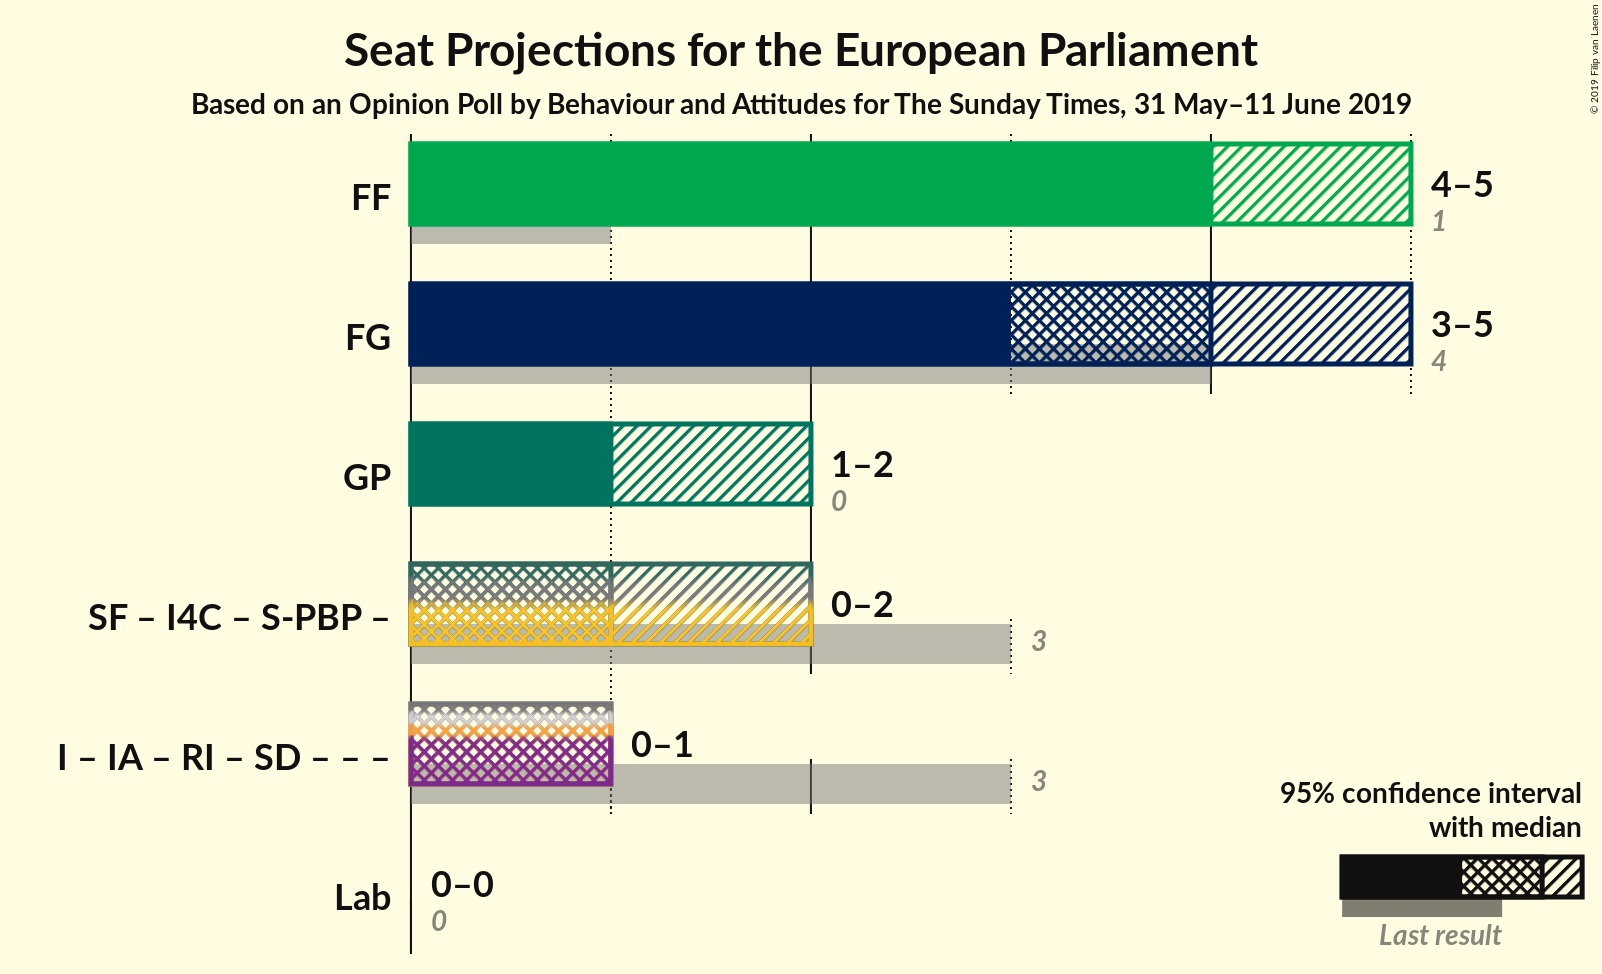 Seat Projections for the European Parliament
Based on an Opinion Poll by Behaviour and Attitudes for The Sunday Times, 31 May–11 June 2019
© 2019 Filip van Laenen
FF
4–5
1
FG
3–5
4
GP
1–2
0
SF – I4C – S-PBP –
0–2
3
I – IA – RI – SD – – –
0–1
3
Lab
0–0
0
95% confidence interval
with median
Last result